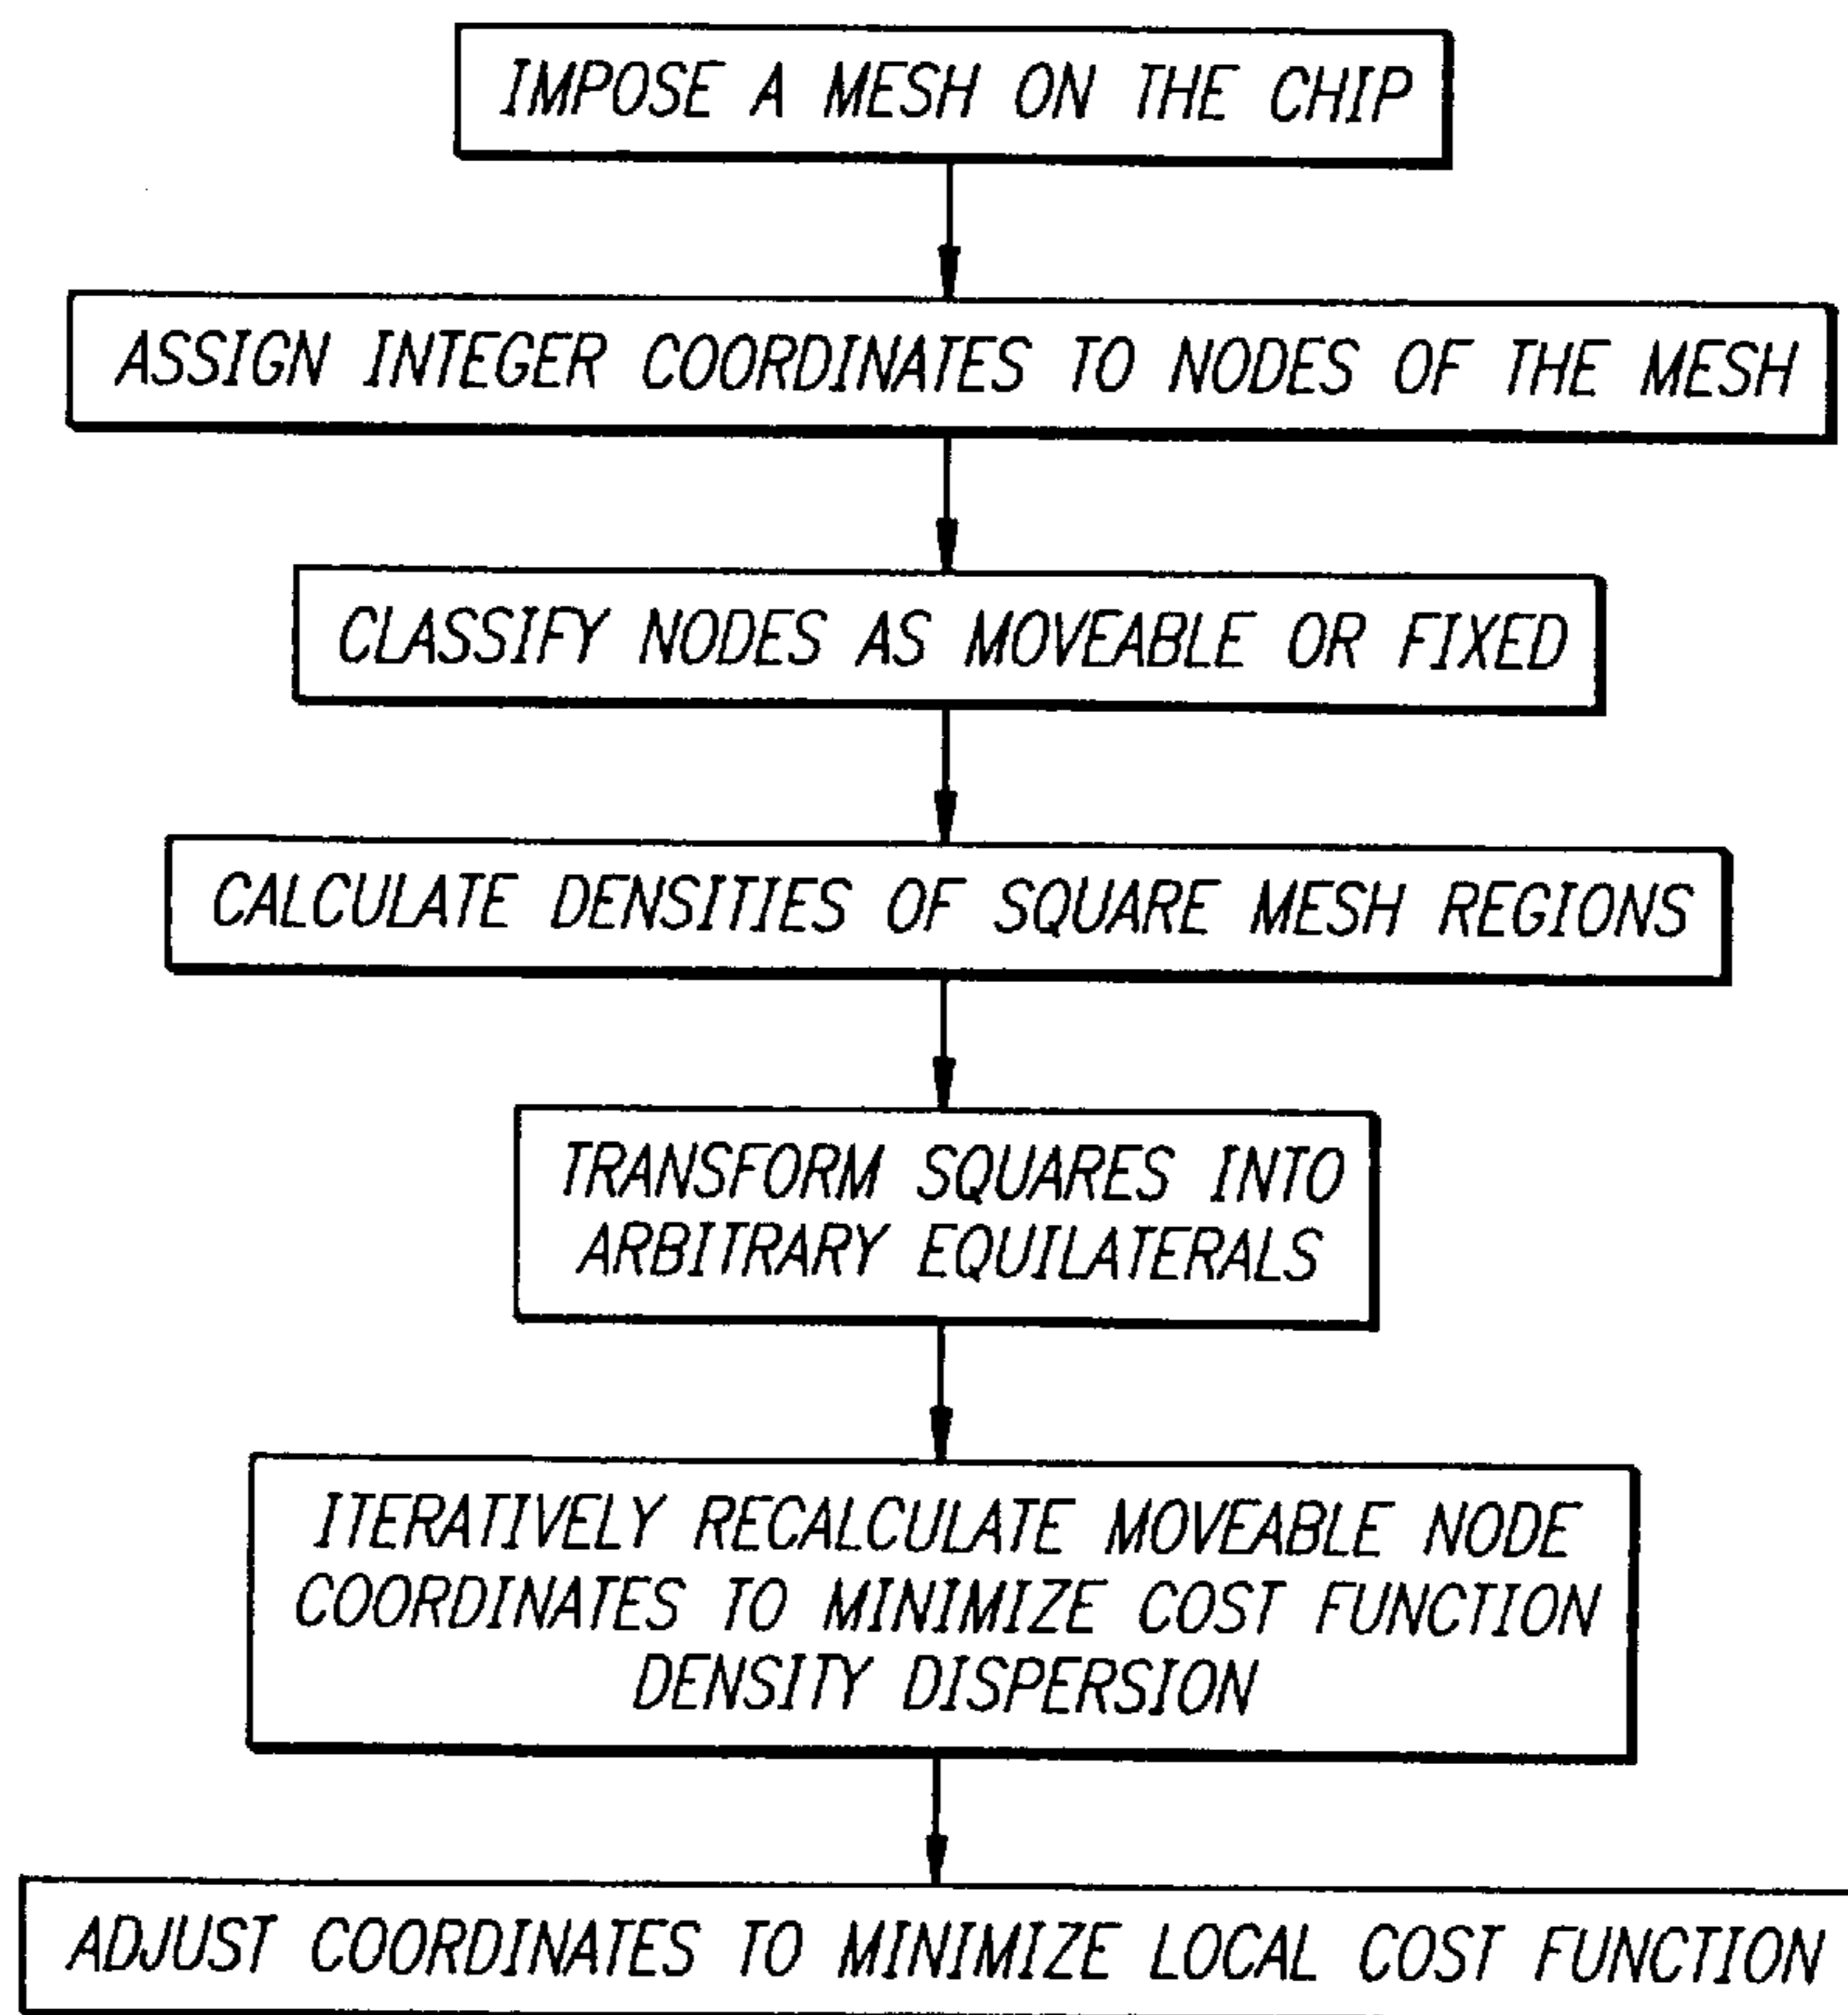 IMPOSE A MESH ON THE CHIP
ASSIGN INTEGER COORDINATES TO NODES OF THE MESH
CLASSIFY NODES AS MOVEABLE OR FIXED
CALCULATE DENSITIES OF SQUARE MESH REGIONS
TRANSFORM SQUARES INTO
ARBITRARY EQUILATERALS
ITERATIVELY RECALCULATE MOVEABLE NODE
COORDINATES TO MINIMIZE COST FUNCTION
DENSITY DISPERSION
ADJUST COORDINATES TO MINIMIZE LOCAL COST FUNCTION